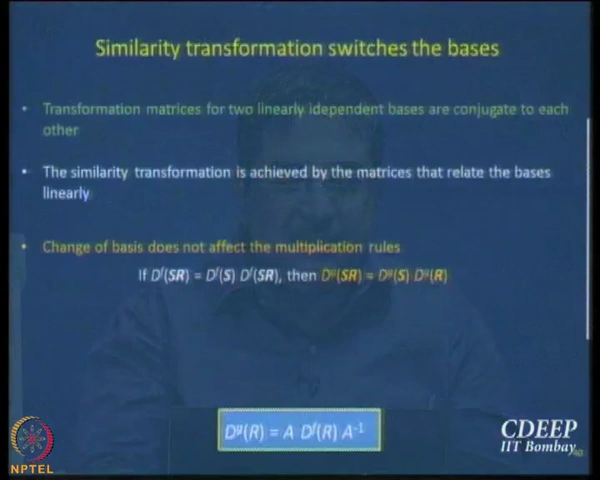 Similarity transformation switches the bases
• Transformation matrices for two linearly idependent bases are conjugate to each
other
• The similarity transformation is achieved by the matrices that relate the bases
linearly
• Change of basis does not affect the multiplication rules
If Dᶠ(SR) = Dᶠ(S) Dᶠ(SR), then Dᵍ(SR) = Dᵍ(S) Dᵍ(R)
Dᵍ(R) = A Dᶠ(R) A⁻¹
NPTEL
CDEEP
IIT Bombay
40